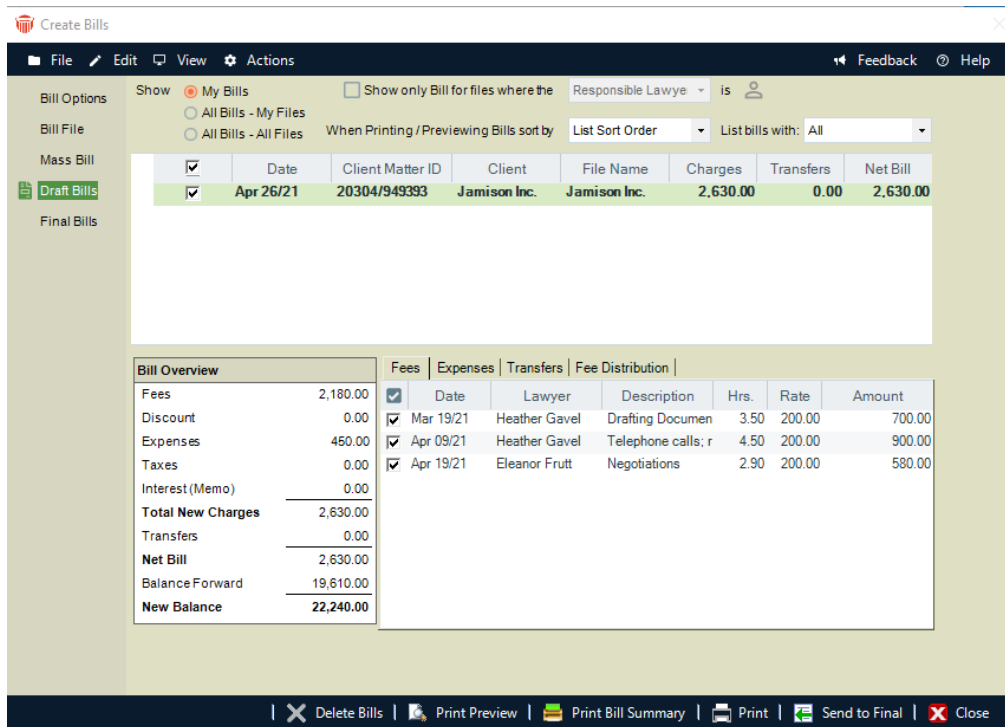 Create Bills
File Edit View Actions Feedback Help
Bill Options
Bill File
Mass Bill
Draft Bills
Final Bills
Show My Bills Show only Bill for files where the Responsible Lawye is
All Bills - My Files
All Bills - All Files When Printing / Previewing Bills sort by List Sort Order List bills with: All
Date Client Matter ID Client File Name Charges Transfers Net Bill
Apr 26/21 20304/949393 Jamison Inc. Jamison Inc. 2,630.00 0.00 2,630.00
Bill Overview
Fees 2,180.00
Discount 0.00
Expenses 450.00
Taxes 0.00
Interest (Memo) 0.00
Total New Charges 2,630.00
Transfers 0.00
Net Bill 2,630.00
Balance Forward 19,610.00
New Balance 22,240.00
Fees Expenses Transfers Fee Distribution
Date Lawyer Description Hrs. Rate Amount
Mar 19/21 Heather Gavel Drafting Documen 3.50 200.00 700.00
Apr 09/21 Heather Gavel Telephone calls; r 4.50 200.00 900.00
Apr 19/21 Eleanor Frutt Negotiations 2.90 200.00 580.00
Delete Bills Print Preview Print Bill Summary Print Send to Final Close